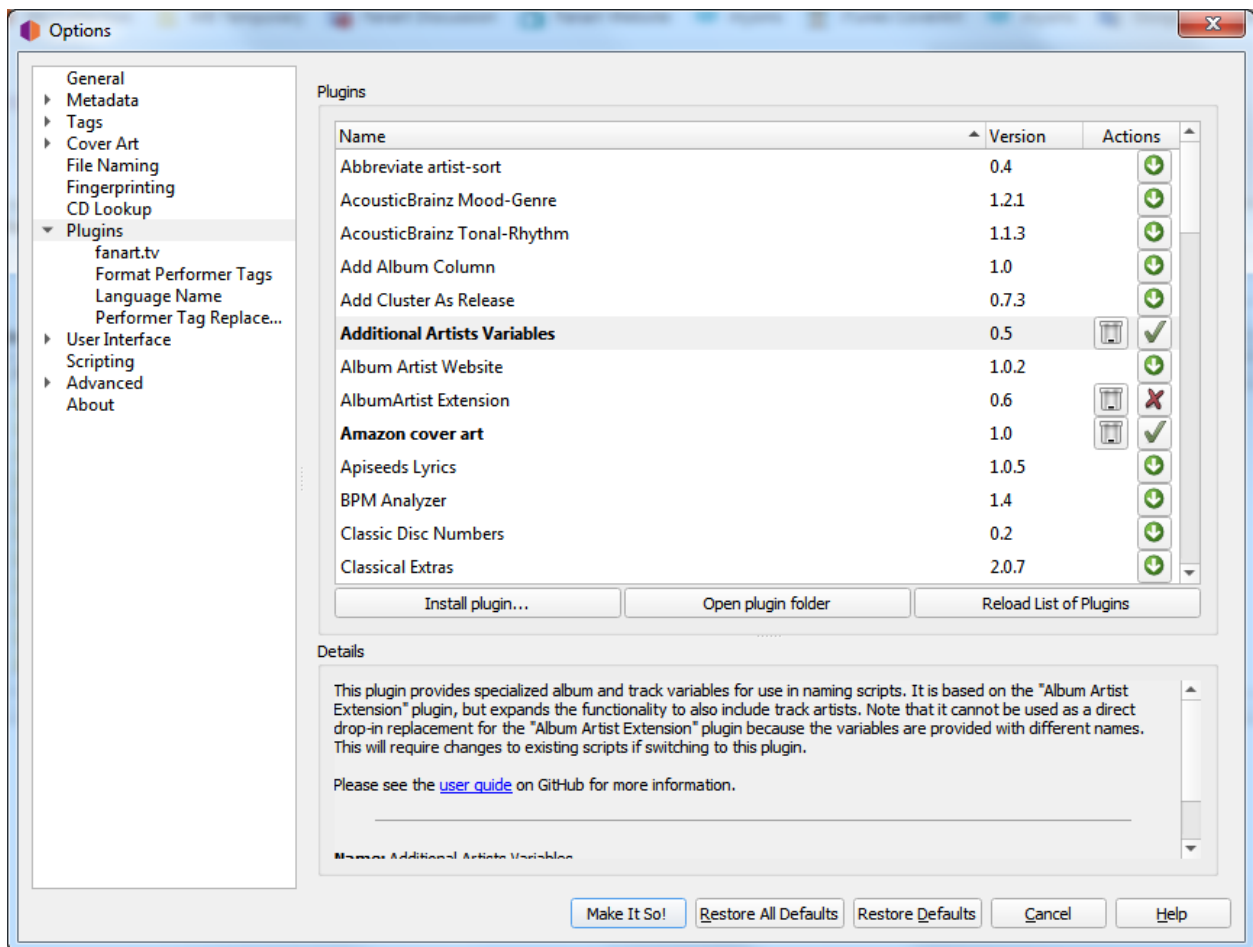 Options
General
Metadata
Tags
Cover Art
File Naming
Fingerprinting
CD Lookup
Plugins
fanart.tv
Format Performer Tags
Language Name
Performer Tag Replace...
User Interface
Scripting
Advanced
About
Plugins
Name Version Actions
Abbreviate artist-sort 0.4
AcousticBrainz Mood-Genre 1.2.1
AcousticBrainz Tonal-Rhythm 1.1.3
Add Album Column 1.0
Add Cluster As Release 0.7.3
Additional Artists Variables 0.5
Album Artist Website 1.0.2
AlbumArtist Extension 0.6
Amazon cover art 1.0
Apiseeds Lyrics 1.0.5
BPM Analyzer 1.4
Classic Disc Numbers 0.2
Classical Extras 2.0.7
Install plugin... Open plugin folder Reload List of Plugins
Details
This plugin provides specialized album and track variables for use in naming scripts. It is based on the "Album Artist
Extension" plugin, but expands the functionality to also include track artists. Note that it cannot be used as a direct
drop-in replacement for the "Album Artist Extension" plugin because the variables are provided with different names.
This will require changes to existing scripts if switching to this plugin.
Please see the user guide on GitHub for more information.
Name: Additional Artists Variables
Make It So! Restore All Defaults Restore Defaults Cancel Help